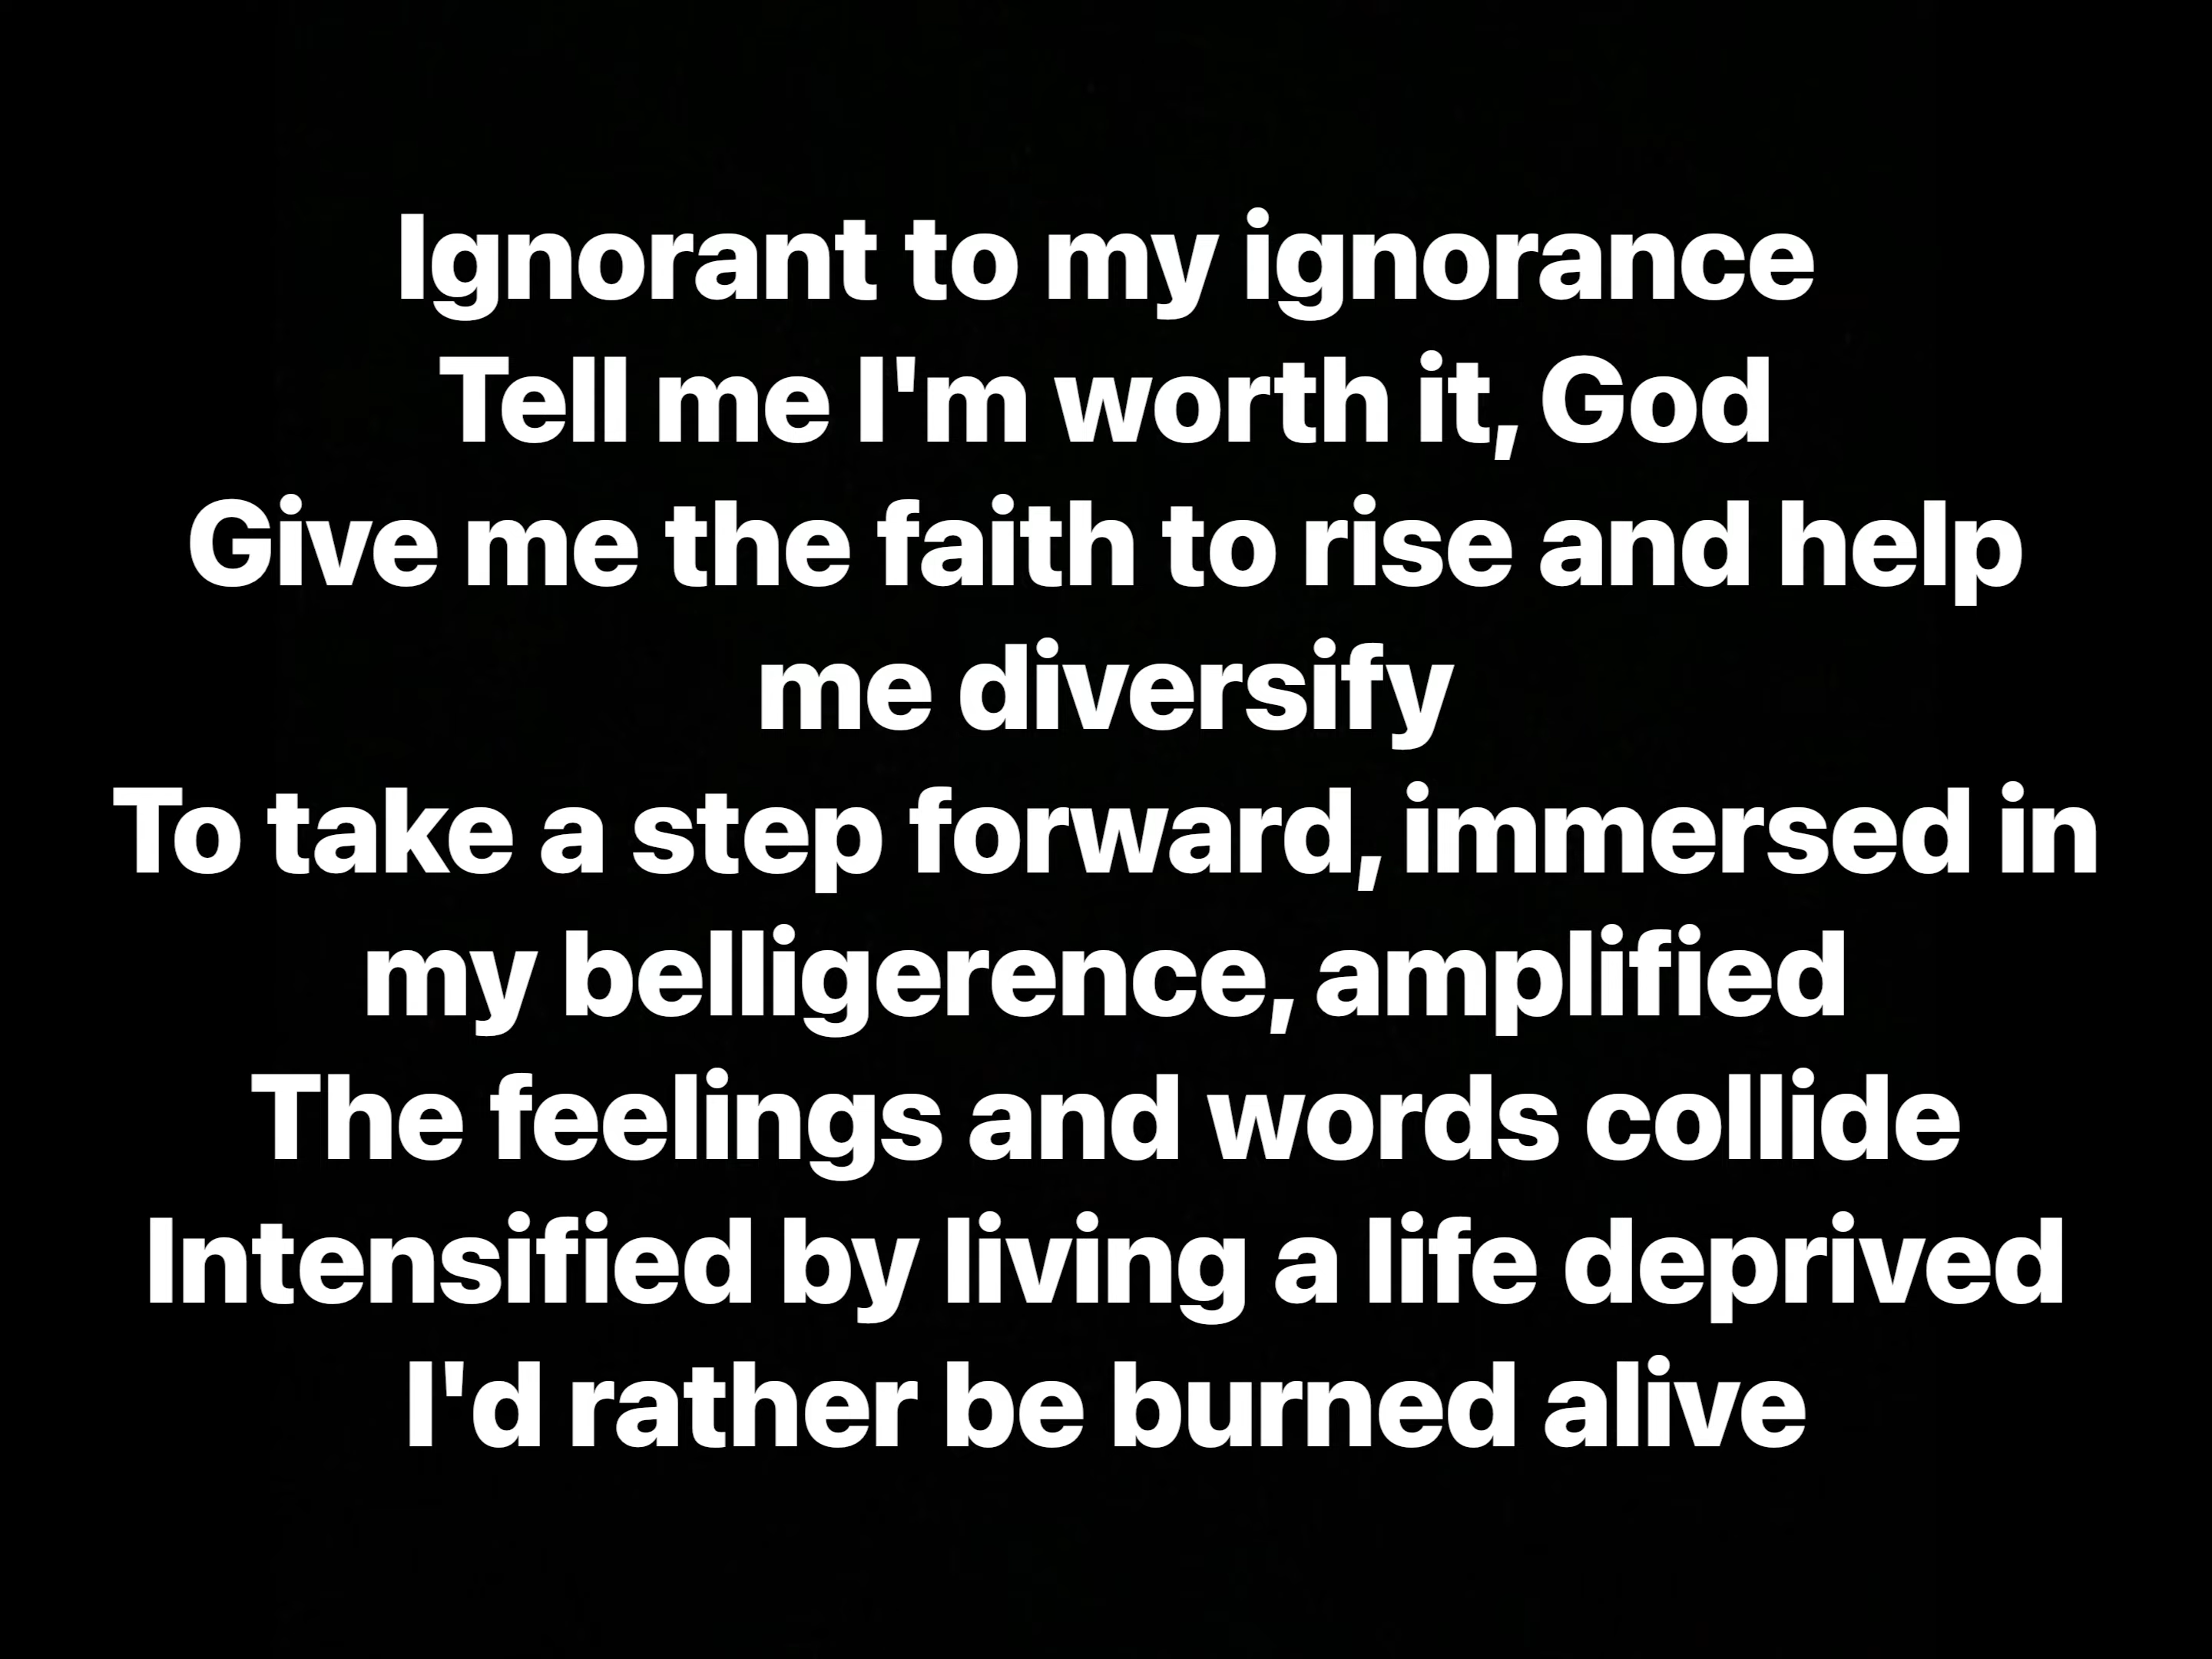 Ignorant to my ignorance
Tell me I'm worth it, God
Give me the faith to rise and help
me diversify
To take a step forward, immersed in
my belligerence, amplified
The feelings and words collide
Intensified by living a life deprived
I'd rather be burned alive